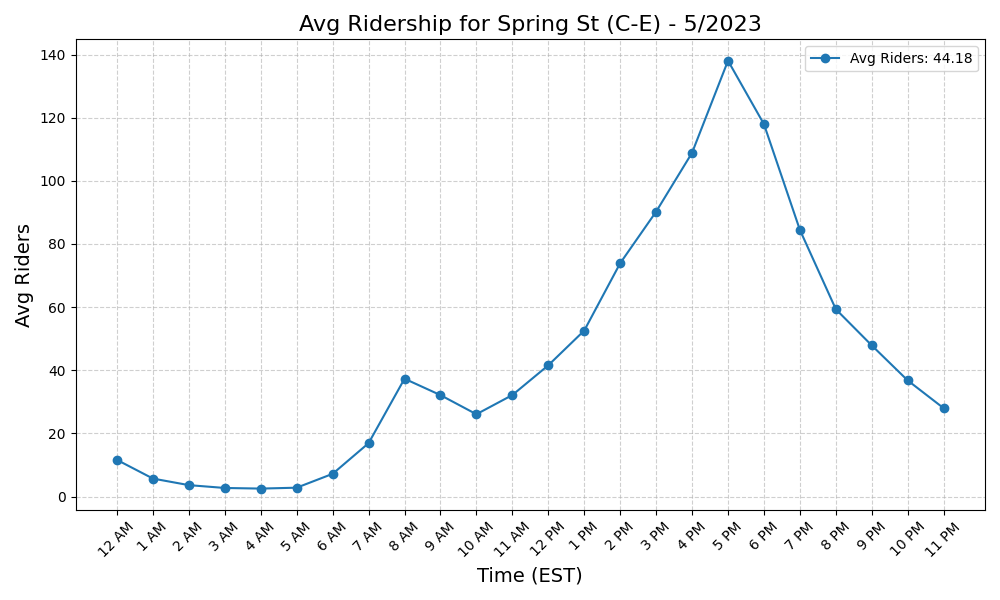 Avg Ridership for Spring St (C-E) - 5/2023
Avg Riders: 44.18
Avg Riders
140
120
100
80
60
40
20
0
12 AM
1 AM
2 AM
3 AM
4 AM
5 AM
6 AM
7 AM
8 AM
9 AM
10 AM
11 AM
12 PM
1 PM
2 PM
3 PM
4 PM
5 PM
6 PM
7 PM
8 PM
9 PM
10 PM
11 PM
Time (EST)